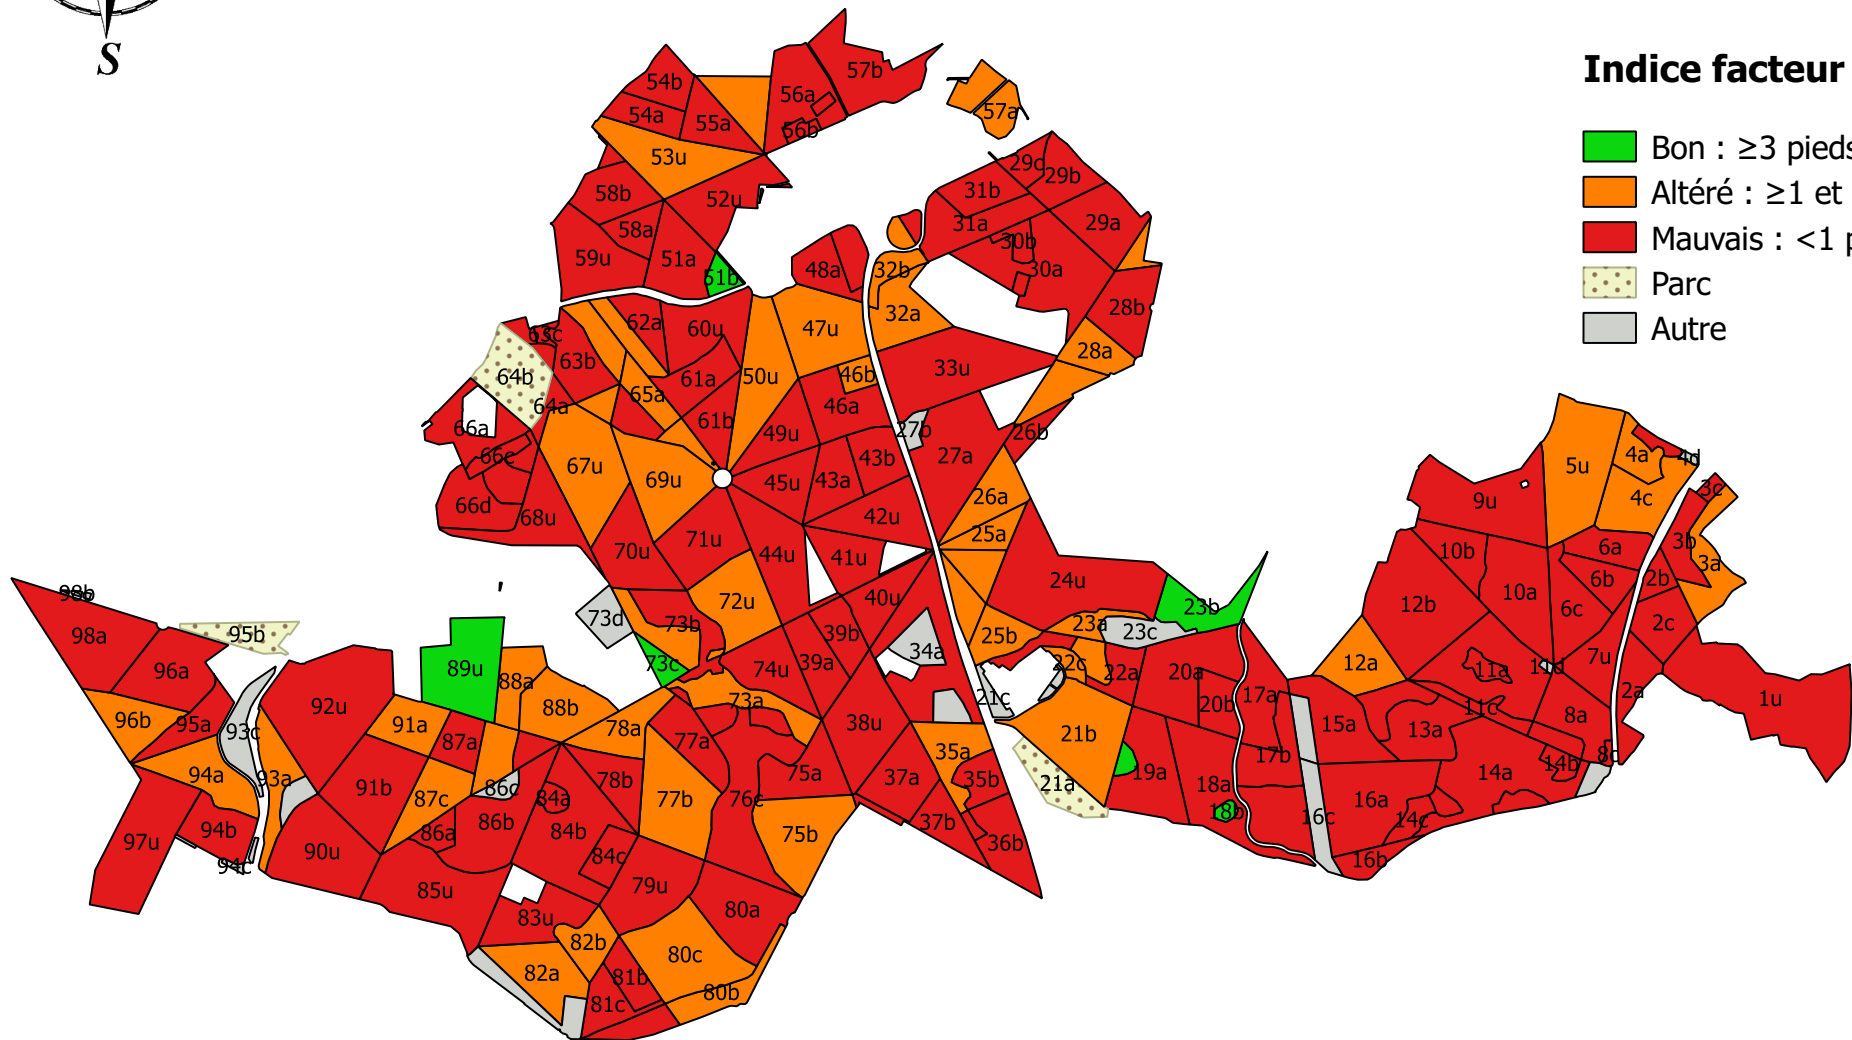 S
Indice facteur
Bon : ≥3 pieds
Altéré : ≥1 et
Mauvais : <1 p
Parc
Autre
57b
54b
56a
54a
55a
57a
56b
53u
29c
29b
58b
31b
52u
58a
31a
29a
30b
59u
51a
51b
48a
32b
30a
28b
62a
60u
47u
32a
63c
63b
28a
64b
61a
50u
46b
33u
65a
64a
46a
61b
66a
49u
27b
26b
66c
43b
27a
4a
4d
67u
5u
69u
45u
43a
3c
26a
4c
9u
66d
68u
42u
25a
71u
3b
6a
70u
44u
41u
10b
3a
24u
6b
2b
98b
40u
10a
72u
12b
23b
6c
73d
73b
39b
23a
23c
2c
98a
95b
25b
34a
7u
73c
39a
22c
12a
11d
89u
74u
22a
20a
11a
96a
88a
2a
17a
21c
1u
73a
20b
92u
88b
11c
8a
96b
95a
91a
78a
38u
15a
13a
93c
21b
87a
77a
35a
17b
8c
94a
93a
78b
75a
37a
35b
21a
19a
14b
14a
91b
86c
18a
87c
84a
77b
76c
16a
18b
16c
94b
86a
86b
84b
37b
14c
97u
90u
75b
36b
84c
94c
16b
85u
79u
80a
83u
82b
80c
82a
81b
80b
81c